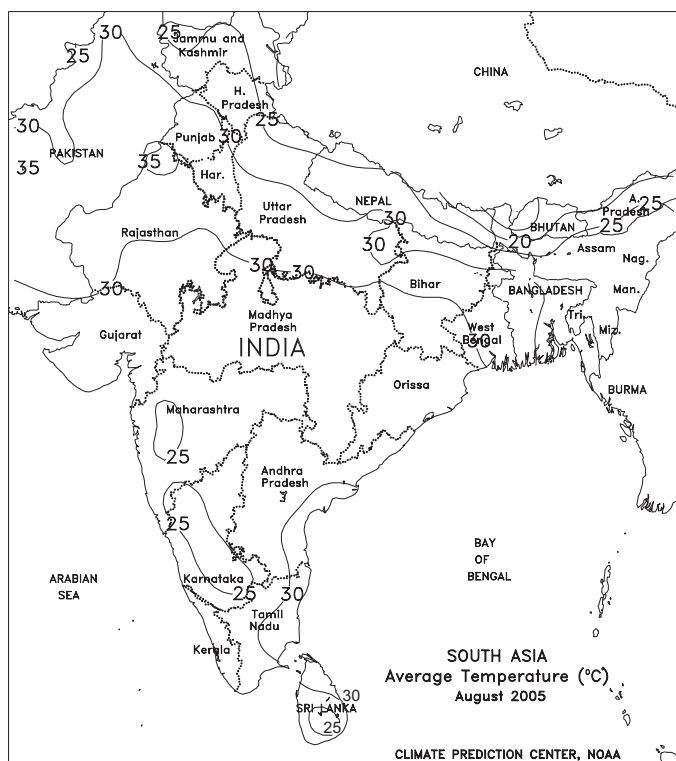 30
25
Jammu and
Kashmir
25
CHINA
H.
Pradesh
25
30
Punjab
30
PAKISTAN
35
35
Har.
NEPAL
A.
Pradesh
25
Uttar
Pradesh
30
25
BHUTAN
Rajasthan
30
20
Assam
Nag.
30
30
30
Bihar
BANGLADESH
Man.
Madhya
Pradesh
Tri.
Gujarat
West
Bengal
30
Miz.
INDIA
Orissa
BURMA
Maharashtra
25
Andhra
Pradesh
25
BAY
OF
BENGAL
ARABIAN
SEA
Karnataka
25
30
Tamil
Nadu
Kerala
SOUTH ASIA
Average Temperature (°C)
August 2005
30
SRI LANKA
25
CLIMATE PREDICTION CENTER, NOAA